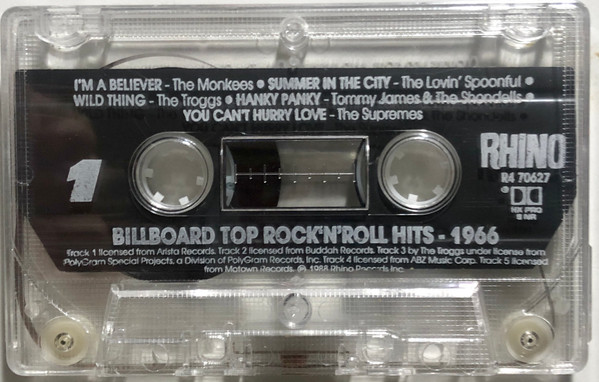 I'M A BELIEVER - The Monkees ● SUMMER IN THE CITY - The Lovin' Spoonful ●
WILD THING - The Troggs ● HANKY PANKY - Tommy James & The Shondells ●
YOU CAN'T HURRY LOVE - The Supremes
1
RHINO
R4 70627
HX PRO
B NR
BILLBOARD TOP ROCK'N'ROLL HITS - 1966
Track 1 licensed from Arista Records. Track 2 licensed from Buddah Records. Track 3 by The Troggs under license from
PolyGram Special Projects, a Division of PolyGram Records, Inc. Track 4 licensed from ABZ Music Corp. Track 5 licensed
from Motown Records. ℗ 1988 Rhino Records Inc.